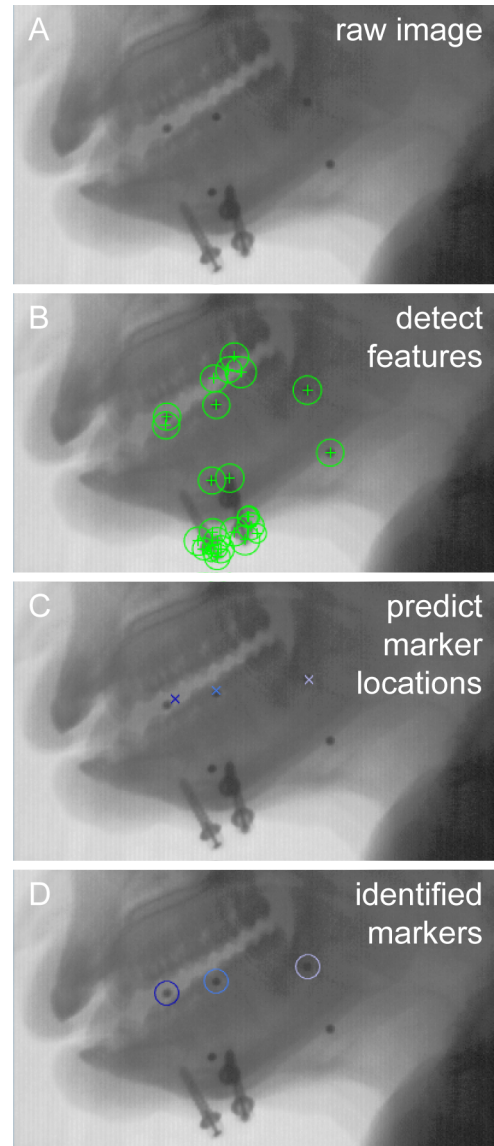 A
raw image
B
detect
features
C
predict
marker
locations
D
identified
markers